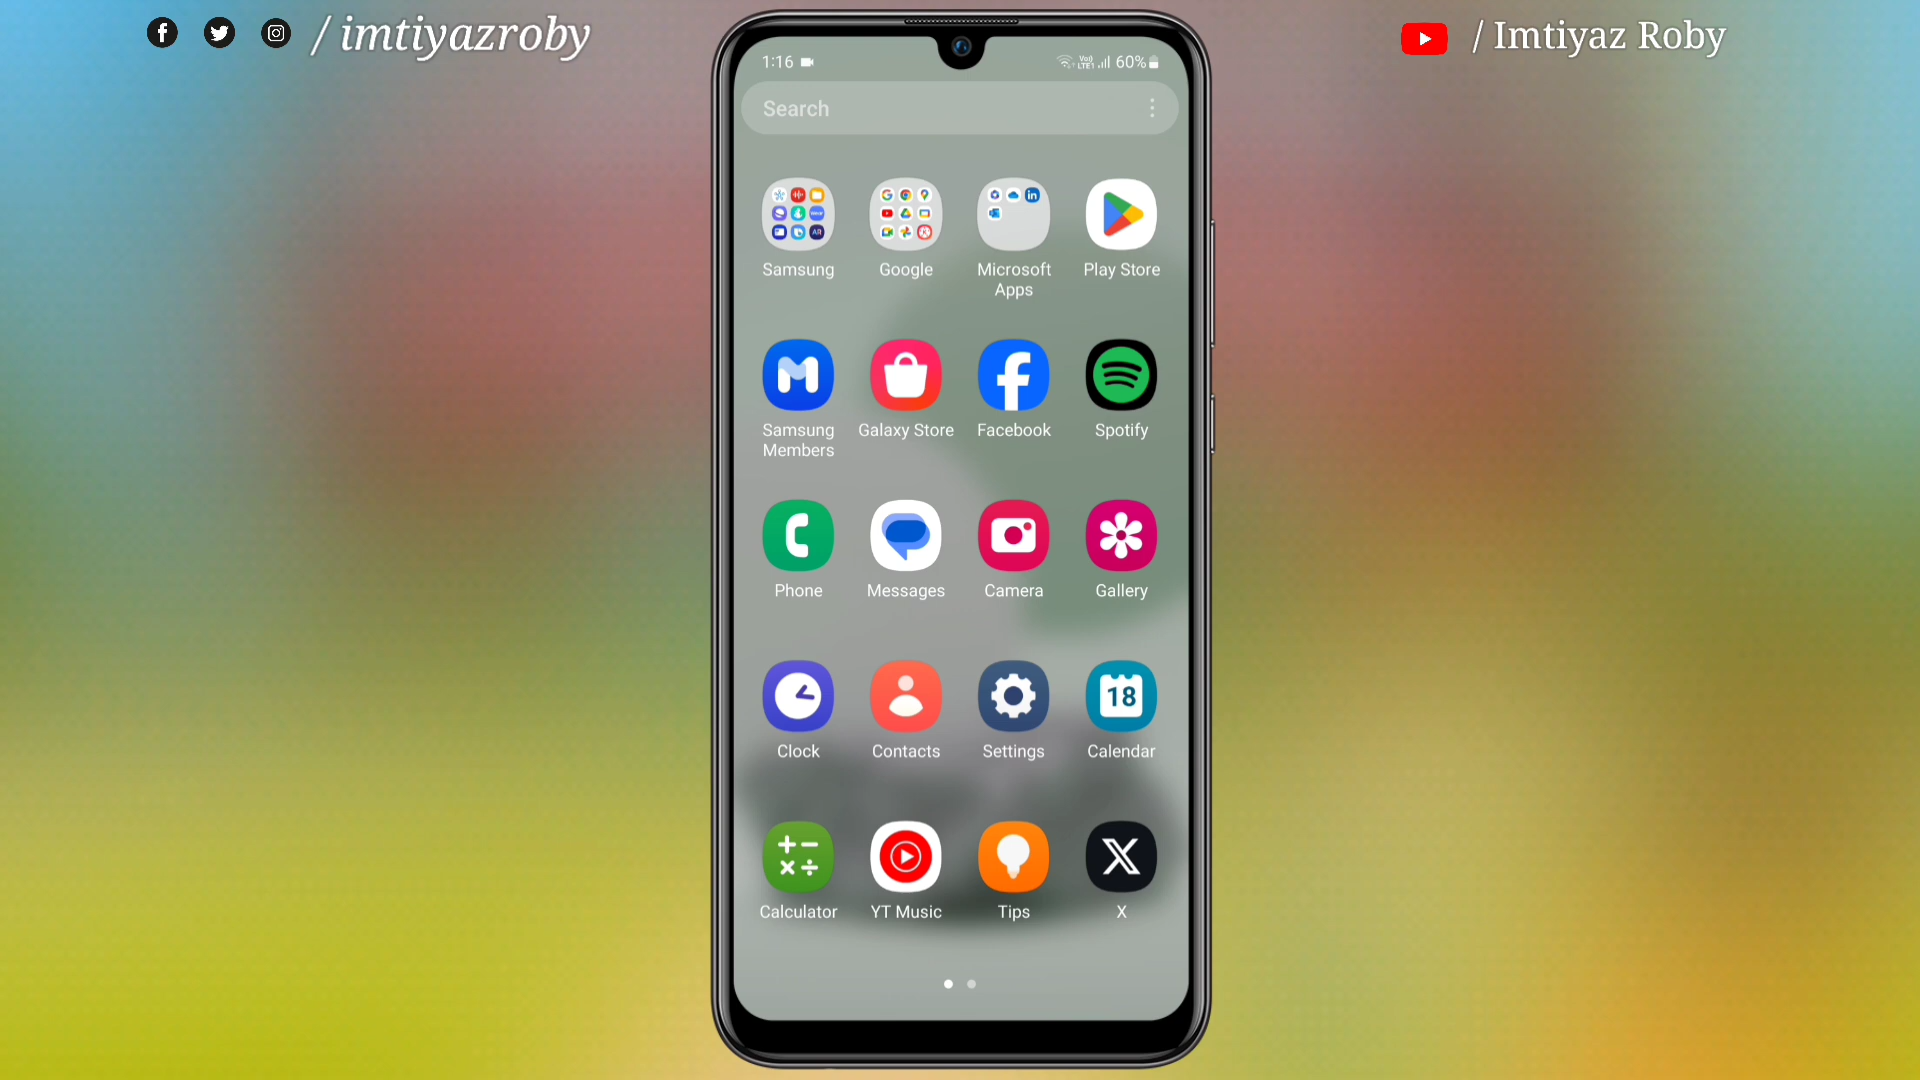 / imtiyazroby
/ Imtiyaz Roby
1:16
60%
Search
Samsung
Google
Microsoft
Apps
Play Store
Samsung
Members
Galaxy Store
Facebook
Spotify
Phone
Messages
Camera
Gallery
Clock
Contacts
Settings
18
Calendar
Calculator
YT Music
Tips
X